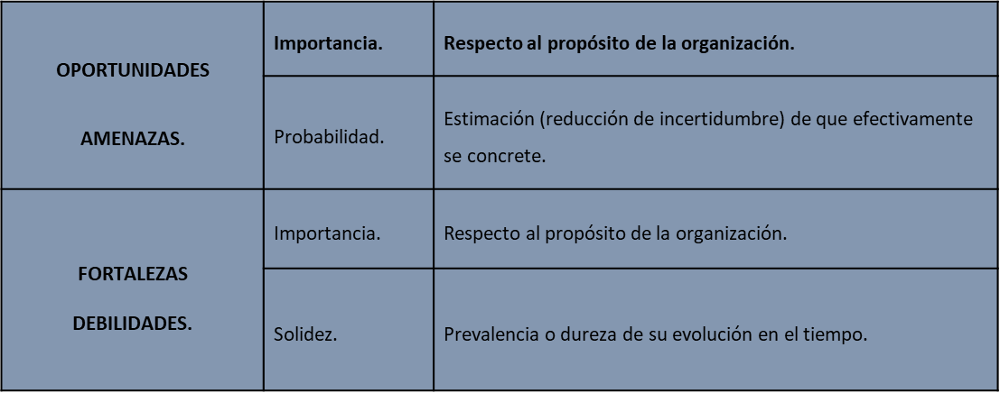 OPORTUNIDADES
AMENAZAS.
Importancia.
Respecto al propósito de la organización.
Probabilidad.
Estimación (reducción de incertidumbre) de que efectivamente
se concrete.
FORTALEZAS
DEBILIDADES.
Importancia.
Respecto al propósito de la organización.
Solidez.
Prevalencia o dureza de su evolución en el tiempo.